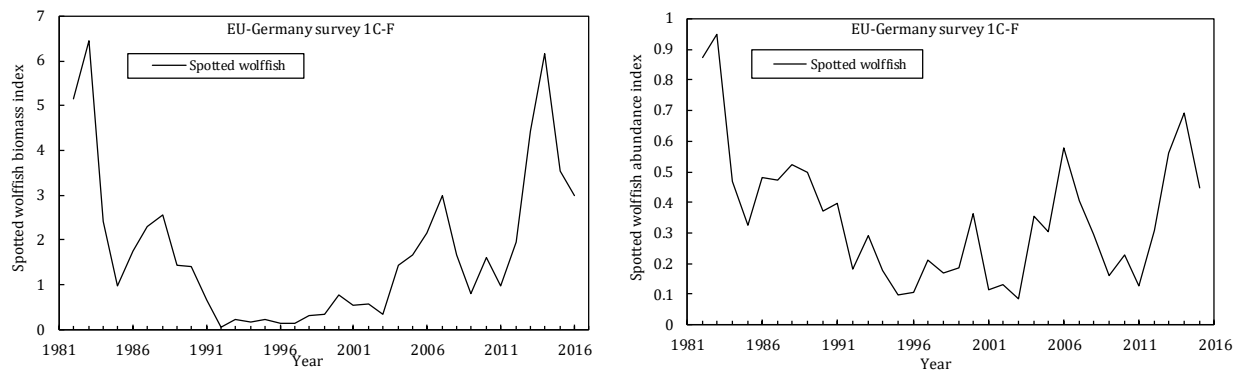 EU-Germany survey 1C-F
Spotted wolffish
Spotted wolffish biomass index
7
6
5
4
3
2
1
0
1981 1986 1991 1996 2001 2006 2011 2016
Year
EU-Germany survey 1C-F
Spotted wolffish
Spotted wolffish abundance index
1
0.9
0.8
0.7
0.6
0.5
0.4
0.3
0.2
0.1
0
1981 1986 1991 1996 2001 2006 2011 2016
Year